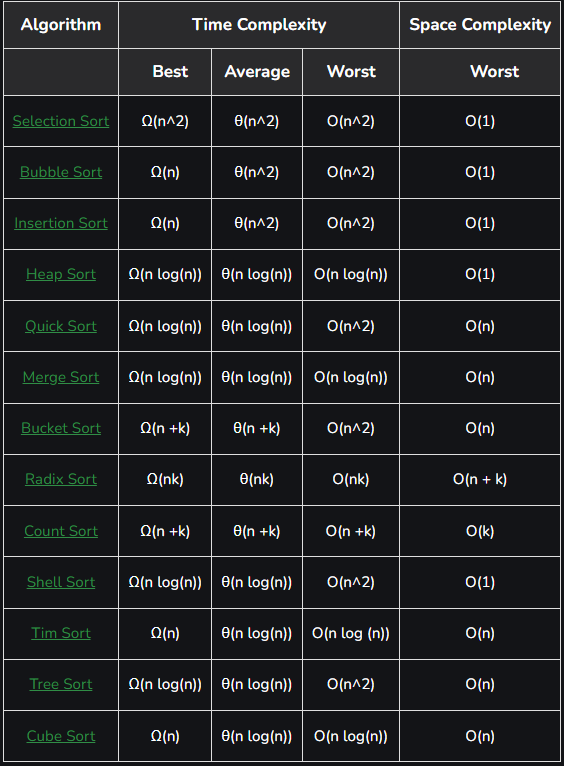 Algorithm Time Complexity Space Complexity
Best Average Worst Worst
Selection Sort Ω(n^2) θ(n^2) O(n^2) O(1)
Bubble Sort Ω(n) θ(n^2) O(n^2) O(1)
Insertion Sort Ω(n) θ(n^2) O(n^2) O(1)
Heap Sort Ω(n log(n)) θ(n log(n)) O(n log(n)) O(1)
Quick Sort Ω(n log(n)) θ(n log(n)) O(n^2) O(n)
Merge Sort Ω(n log(n)) θ(n log(n)) O(n log(n)) O(n)
Bucket Sort Ω(n +k) θ(n +k) O(n^2) O(n)
Radix Sort Ω(nk) θ(nk) O(nk) O(n + k)
Count Sort Ω(n +k) θ(n +k) O(n +k) O(k)
Shell Sort Ω(n log(n)) θ(n log(n)) O(n^2) O(1)
Tim Sort Ω(n) θ(n log(n)) O(n log (n)) O(n)
Tree Sort Ω(n log(n)) θ(n log(n)) O(n^2) O(n)
Cube Sort Ω(n) θ(n log(n)) O(n log(n)) O(n)